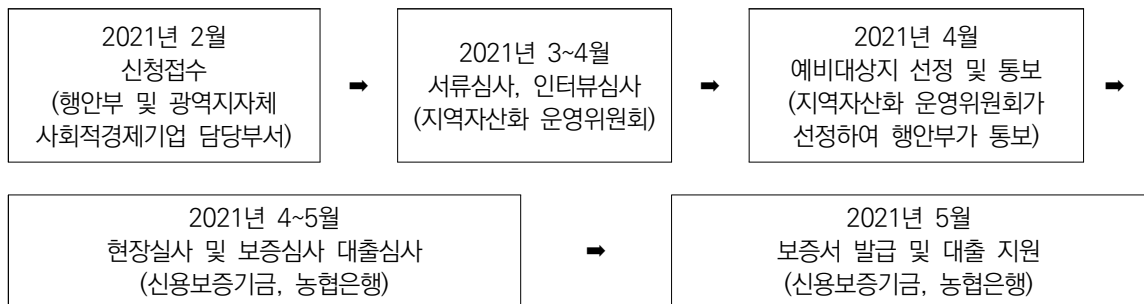 2021년 2월
신청접수
(행안부 및 광역지자체
사회적경제기업 담당부서)
➡
2021년 3~4월
서류심사, 인터뷰심사
(지역자산화 운영위원회)
➡
2021년 4월
예비대상지 선정 및 통보
(지역자산화 운영위원회가
선정하여 행안부가 통보)
➡
2021년 4~5월
현장실사 및 보증심사 대출심사
(신용보증기금, 농협은행)
➡
2021년 5월
보증서 발급 및 대출 지원
(신용보증기금, 농협은행)